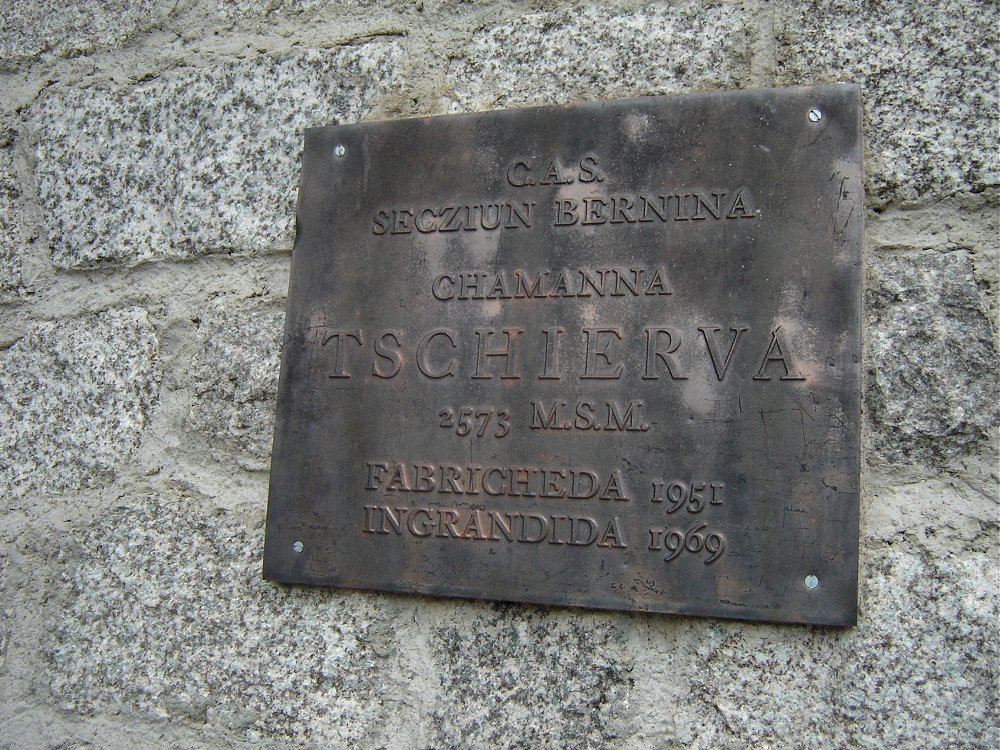 C.A.S.
SECZIUN BERNINA
CHAMANNA
TSCHIERVA
2573 M.S.M.
FABRICHEDA 1951
INGRANDIDA 1969